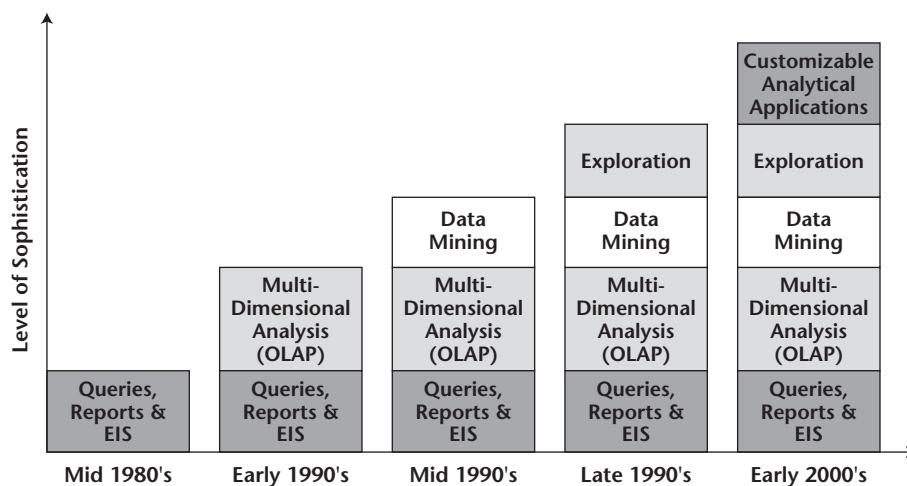 Level of Sophistication
Queries,
Reports &
EIS
Mid 1980's
Multi-
Dimensional
Analysis
(OLAP)
Queries,
Reports &
EIS
Early 1990's
Data
Mining
Multi-
Dimensional
Analysis
(OLAP)
Queries,
Reports &
EIS
Mid 1990's
Exploration
Data
Mining
Multi-
Dimensional
Analysis
(OLAP)
Queries,
Reports &
EIS
Late 1990's
Customizable
Analytical
Applications
Exploration
Data
Mining
Multi-
Dimensional
Analysis
(OLAP)
Queries,
Reports &
EIS
Early 2000's